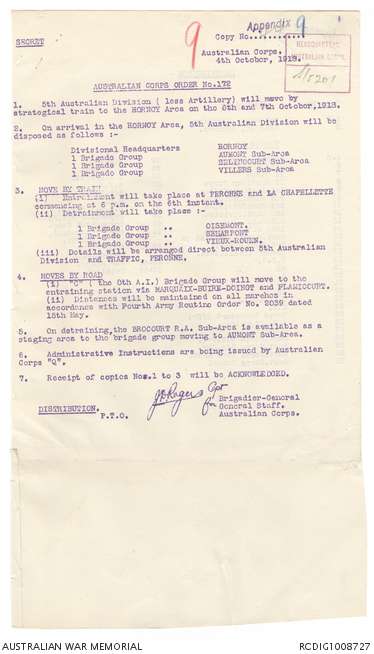 Appendix 9
9
SECRET
Copy No............
HEADQUARTERS
AUSTRALIAN CORPS.
Australian Corps.
4th October, 1918.
AUSTRALIAN CORPS ORDER No.172
1. 5th Australian Division ( less Artillery) will move by
strategical train to the HORNOY Area on the 6th and 7th October,1918.
2. On arrival in the HORNOY Area, 5th Australian Division will be
disposed as follows :-
Divisional Headquarters HORNOY
1 Brigade Group AUMONT Sub-Area
1 Brigade Group SELINCOURT Sub-Area
1 Brigade Group VILLERS Sub-Area
3. MOVE BY TRAIN
(i) Entrainment will take place at PERONNE and LA CHAPELLETTE
commencing at 6 p.m. on the 6th instant.
(ii) Detrainment will take place :-
1 Brigade Group .. OISEMONT.
1 Brigade Group .. SENARPONT
1 Brigade Group .. VIEUX-ROUEN.
(iii) Details will be arranged direct between 5th Australian
Division and TRAFFIC, PERONNE.
4. MOVES BY ROAD
(i) "C" ( the 8th A.I.) Brigade Group will move to the
entraining station via MARQUAIX-BUIRE-DOINGT and FLAMICOURT.
(ii) Distances will be maintained on all marches in
accordance with Fourth Army Routine Order No. 2039 dated
15th May.
5. On detraining,the BROCOURT R.A. Sub-Area is available as a
staging area to the brigade group moving to AUMONT Sub-Area.
6. Administrative Instructions are being issued by Australian
Corps "Q".
7. Receipt of copies Nos.1 to 3 will be ACKNOWLEDGED.
Brigadier-General
for General Staff.
Australian Corps.
DISTRIBUTION.
P.T.O.
AUSTRALIAN WAR MEMORIAL
RCDIG1008727